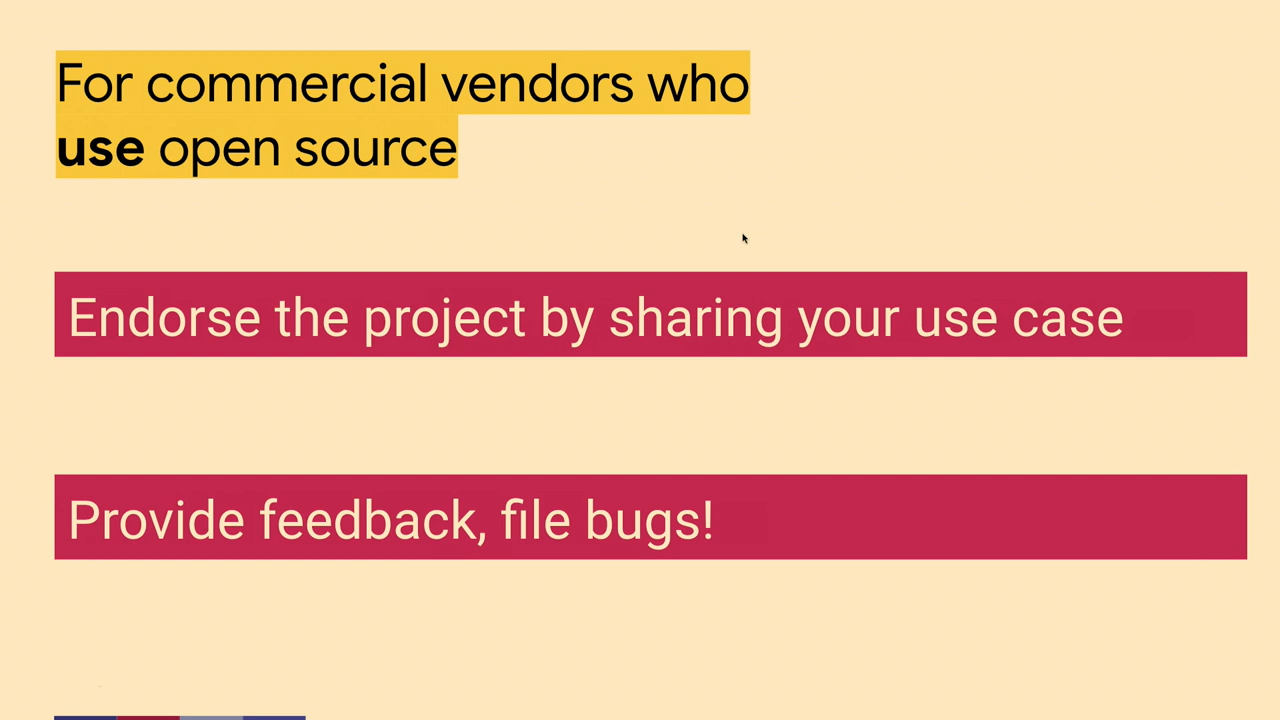 For commercial vendors who
use open source
Endorse the project by sharing your use case
Provide feedback, file bugs!